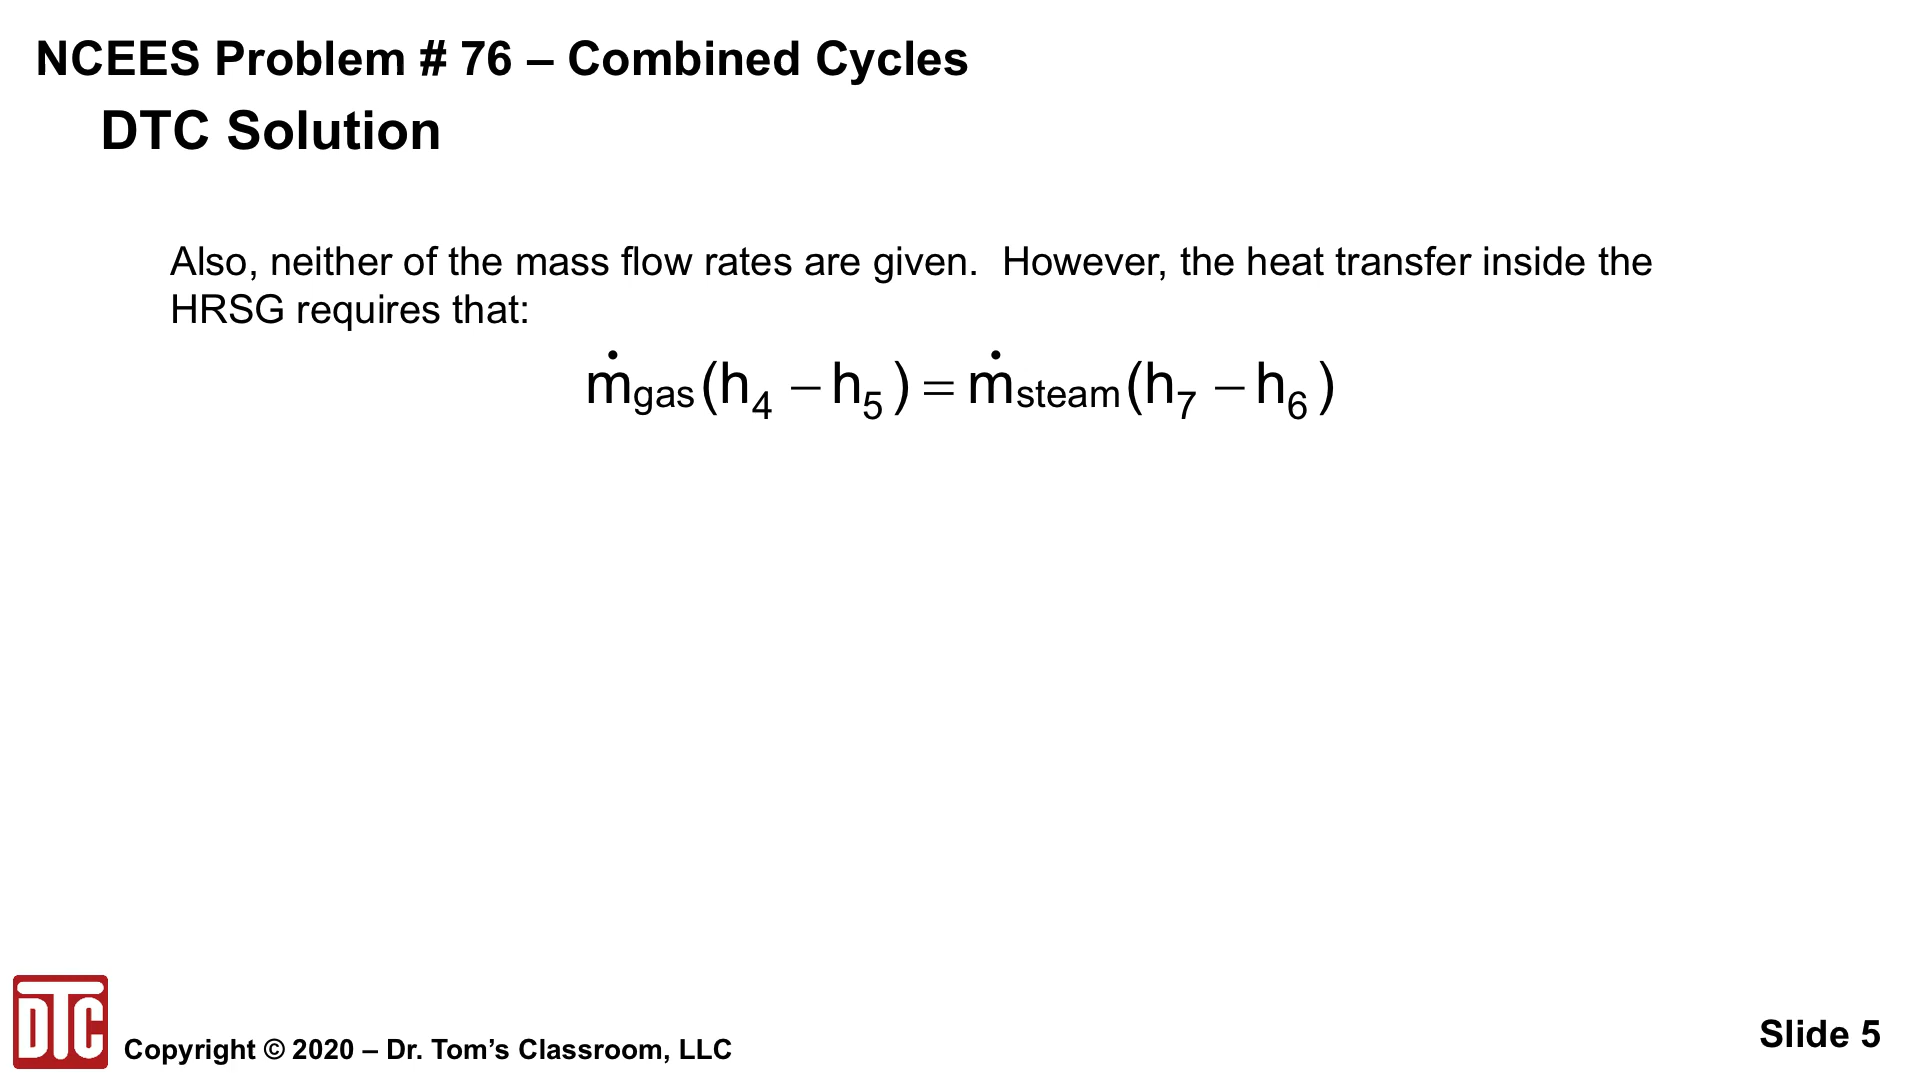 NCEES Problem # 76 – Combined Cycles
DTC Solution
Also, neither of the mass flow rates are given.  However, the heat transfer inside the
HRSG requires that:
ṁgas(h₄ – h₅) = ṁsteam(h₇ – h₆)
DTC
Copyright © 2020 – Dr. Tom’s Classroom, LLC
Slide 5